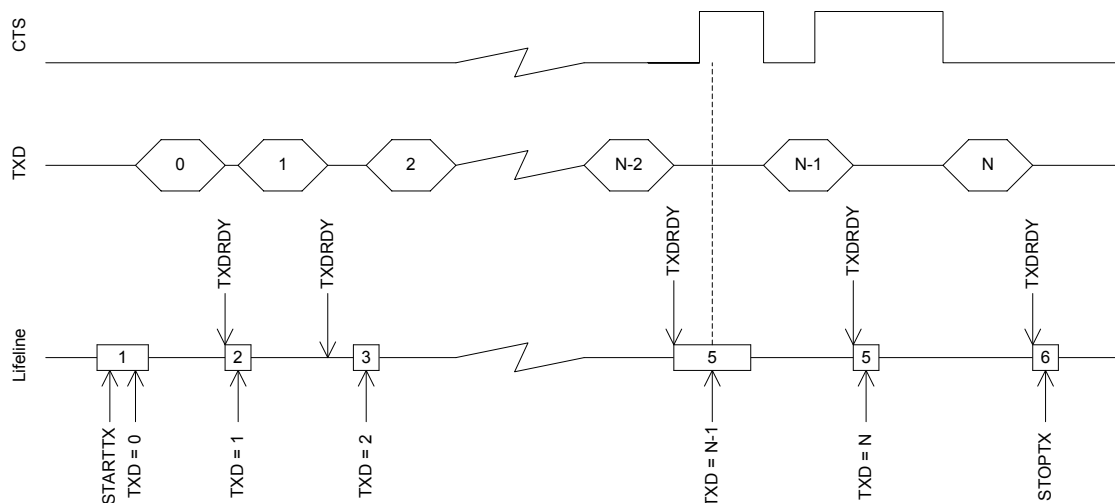 CTS
TXD
0
1
2
N-2
N-1
N
TXDRDY
TXDRDY
TXDRDY
TXDRDY
TXDRDY
Lifeline
1
2
3
5
5
6
STARTTX
TXD = 0
TXD = 1
TXD = 2
TXD = N-1
TXD = N
STOPTX